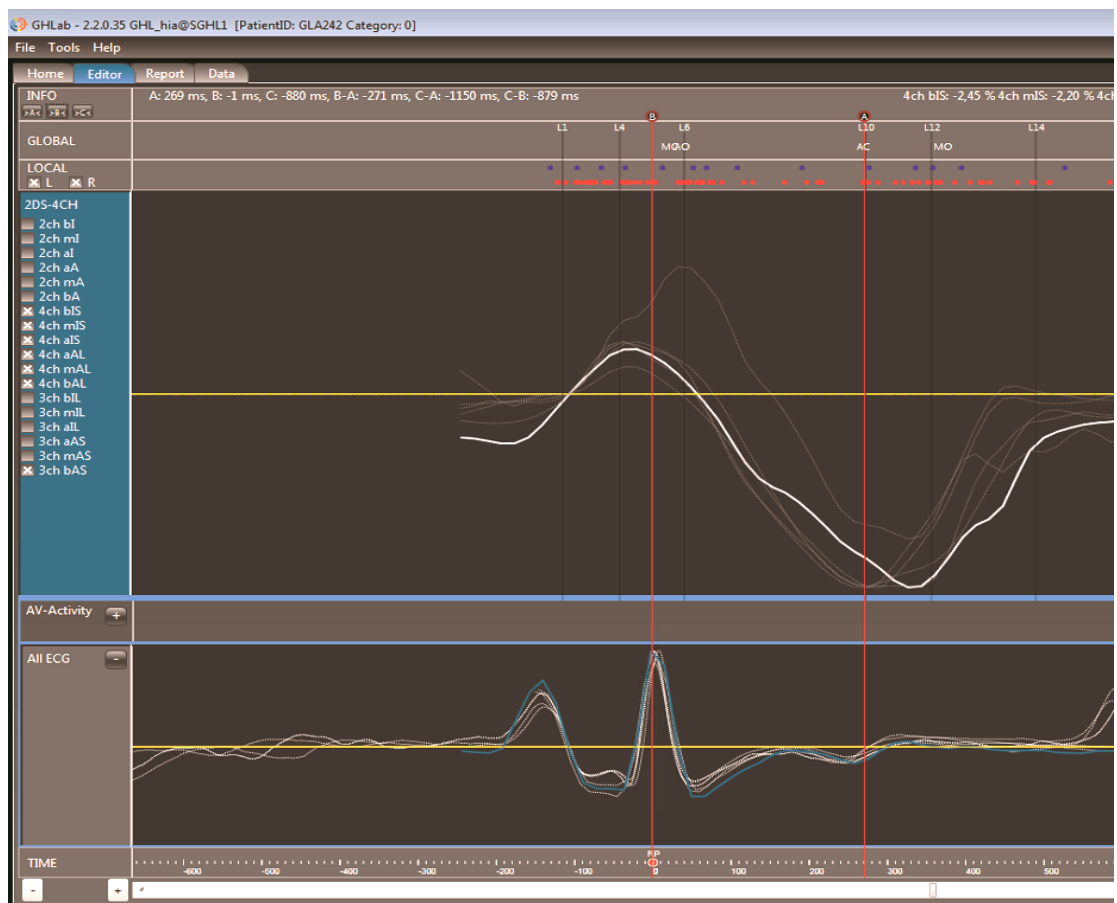 GHLab - 2.2.0.35 GHL_hia@SGHL1 [PatientID: GLA242 Category: 0]
File Tools Help
Home Editor Report Data
INFO A: 269 ms, B: -1 ms, C: -880 ms, B-A: -271 ms, C-A: -1150 ms, C-B: -879 ms 4ch bIS: -2,45 % 4ch mIS: -2,20 % 4ch
>A< >B< >C<
B A
L1 L4 L6 L10 L12 L14
GLOBAL
AC MO
LOCAL
L R
2DS-4CH
2ch bI
2ch mI
2ch aI
2ch aA
2ch mA
2ch bA
4ch bIS
4ch mIS
4ch aIS
4ch aAL
4ch mAL
4ch bAL
3ch bIL
3ch mIL
3ch aIL
3ch aAS
3ch mAS
3ch bAS
AV-Activity +
All ECG -
TIME
-600 -500 -400 -300 -200 -100 0 100 200 300 400 500
- +